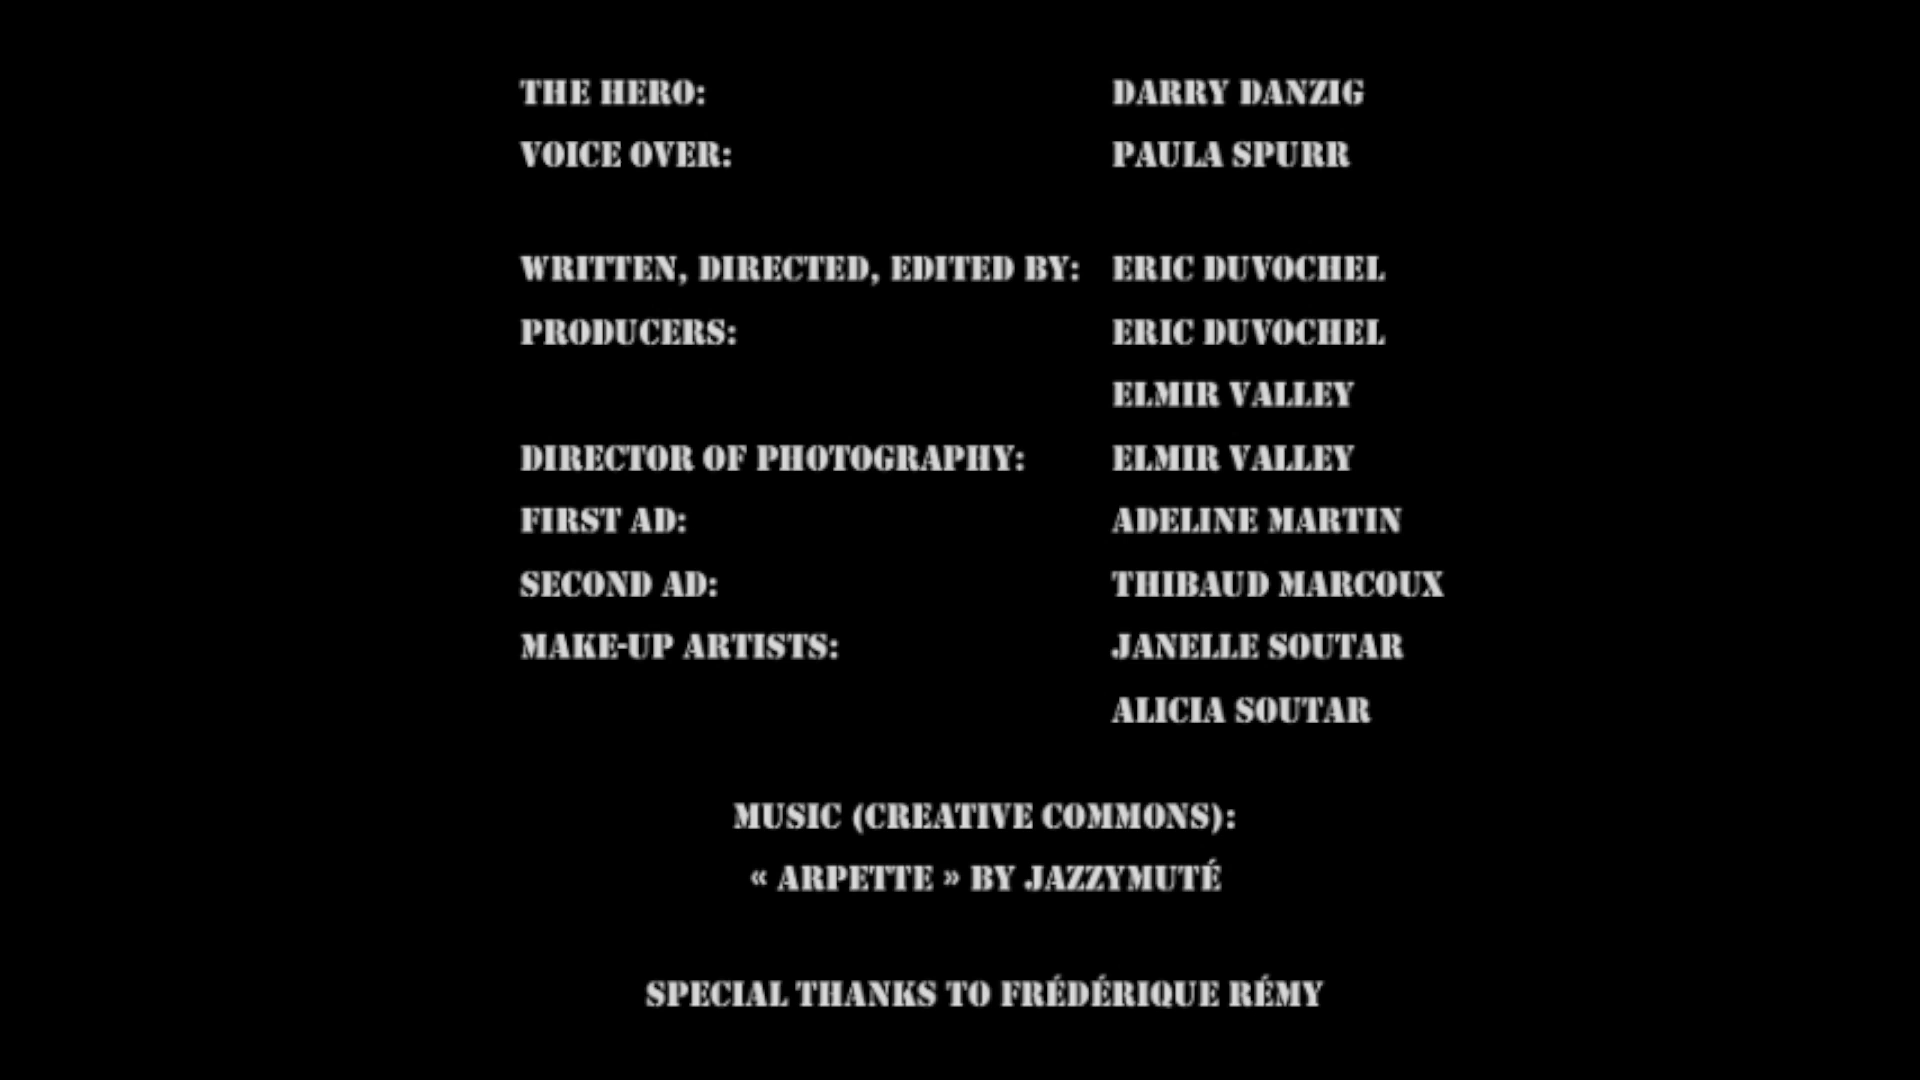 THE HERO: DARRY DANZIG
VOICE OVER: PAULA SPURR
WRITTEN, DIRECTED, EDITED BY: ERIC DUVOCHEL
PRODUCERS: ERIC DUVOCHEL
ELMIR VALLEY
DIRECTOR OF PHOTOGRAPHY: ELMIR VALLEY
FIRST AD: ADELINE MARTIN
SECOND AD: THIBAUD MARCOUX
MAKE-UP ARTISTS: JANELLE SOUTAR
ALICIA SOUTAR
MUSIC (CREATIVE COMMONS):
« ARPETTE » BY JAZZYMUTÉ
SPECIAL THANKS TO FRÉDÉRIQUE RÉMY